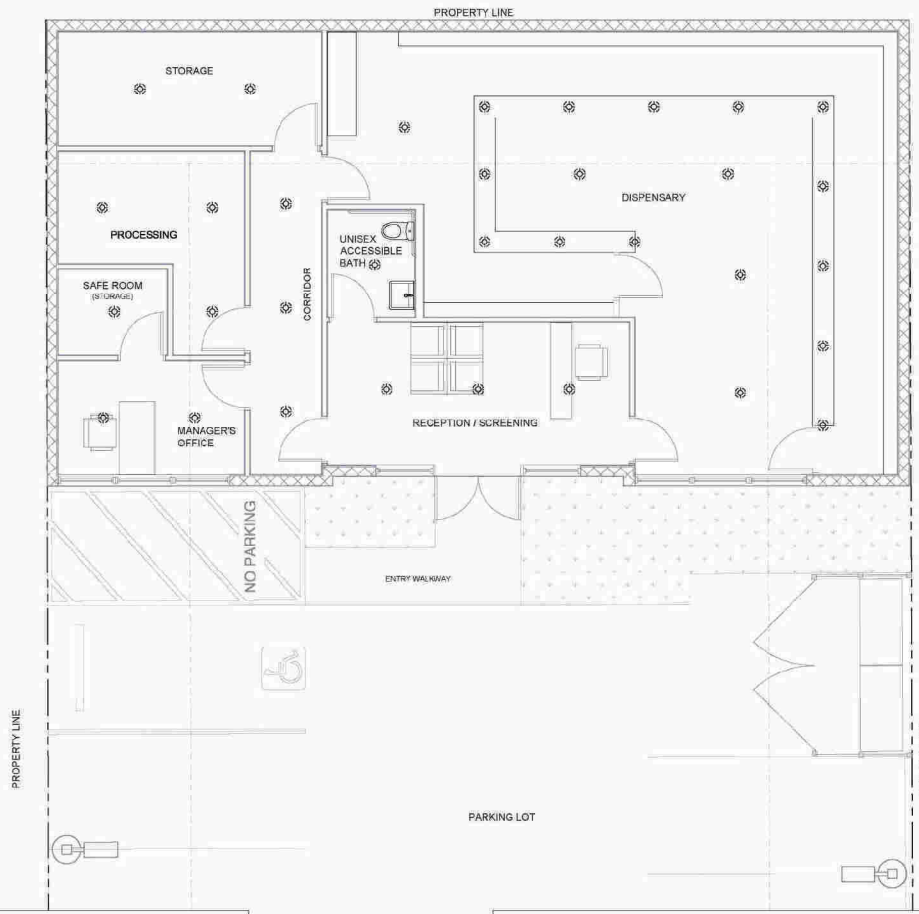 PROPERTY LINE
STORAGE
DISPENSARY
PROCESSING
UNISEX
ACCESSIBLE
BATH
SAFE ROOM
(STORAGE)
CORRIDOR
RECEPTION / SCREENING
MANAGER'S
OFFICE
NO PARKING
ENTRY WALKWAY
PROPERTY LINE
PARKING LOT